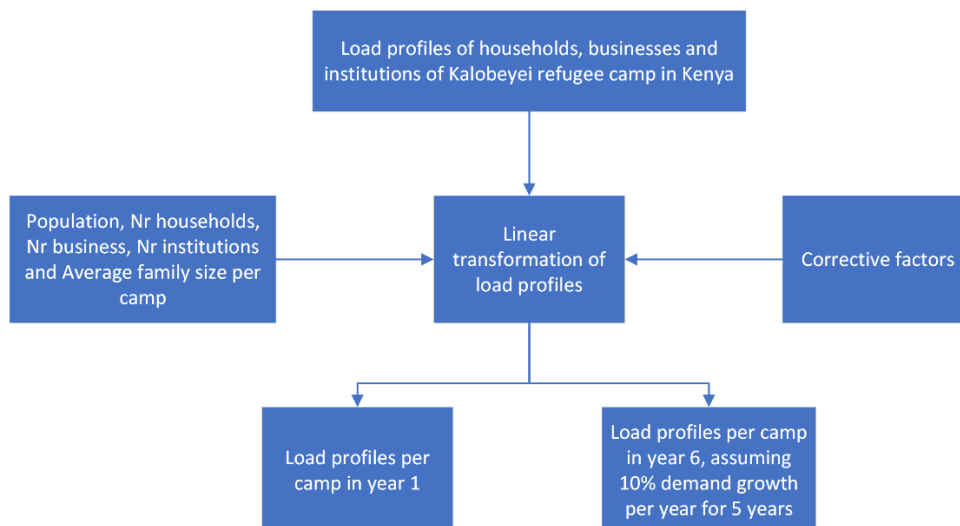 Load profiles of households, businesses and
institutions of Kalobeyei refugee camp in Kenya
Population, Nr households,
Nr business, Nr institutions
and Average family size per
camp
Linear
transformation of
load profiles
Corrective factors
Load profiles per
camp in year 1
Load profiles per camp
in year 6, assuming
10% demand growth
per year for 5 years